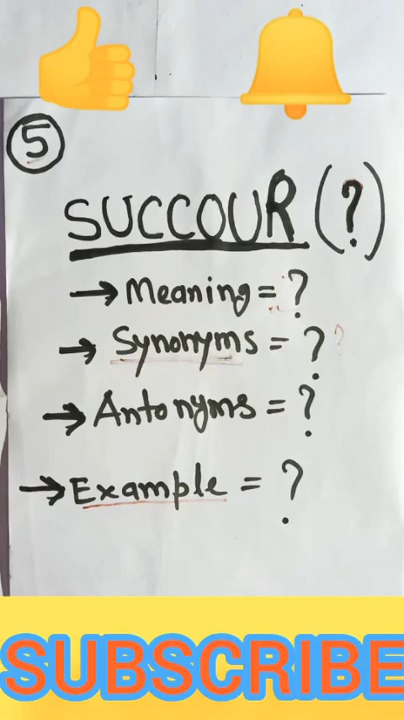 5
SUCCOUR (?)
→ Meaning = ?
→ Synonyms = ?
→ Antonyms = ?
→ Example = ?
SUBSCRIBE